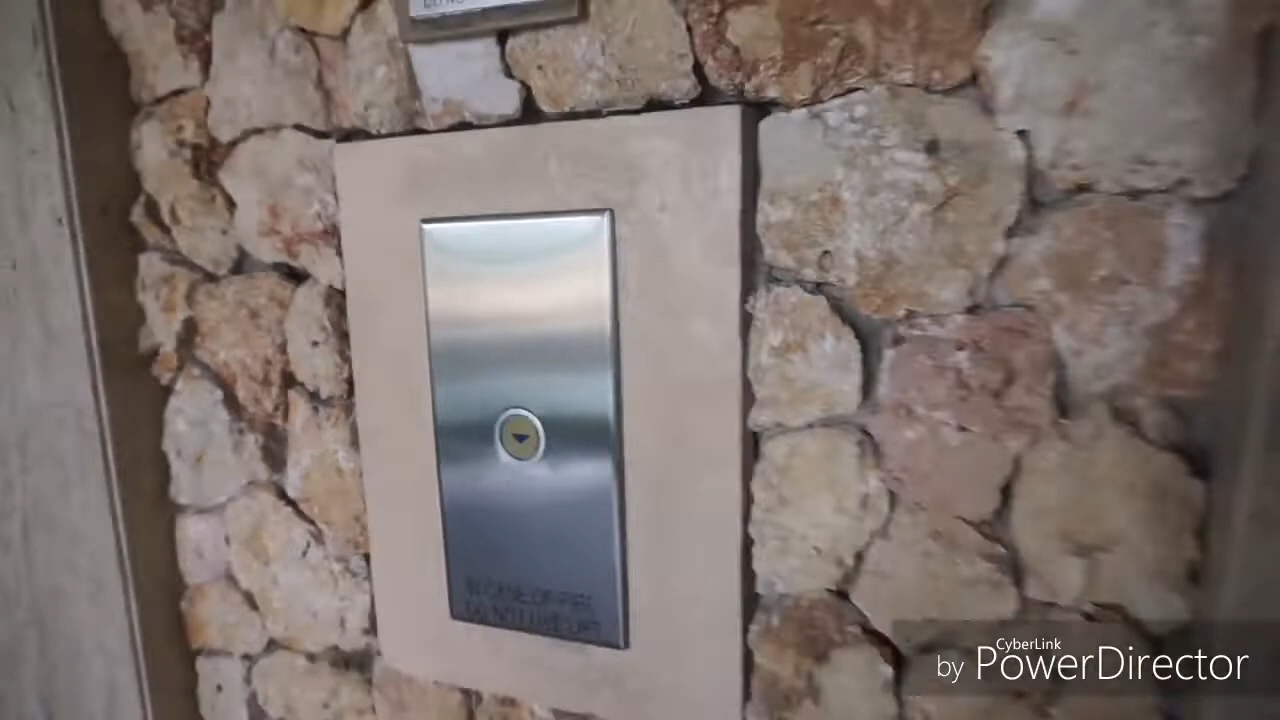 IN CASE OF FIRE
DO NOT USE LIFT
CyberLink
by PowerDirector